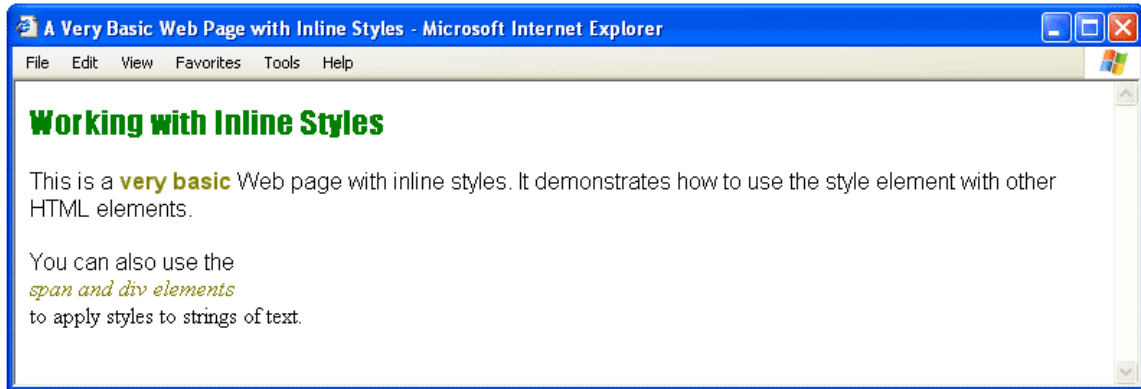 A Very Basic Web Page with Inline Styles - Microsoft Internet Explorer
File Edit View Favorites Tools Help
Working with Inline Styles
This is a very basic Web page with inline styles. It demonstrates how to use the style element with other
HTML elements.
You can also use the
span and div elements
to apply styles to strings of text.